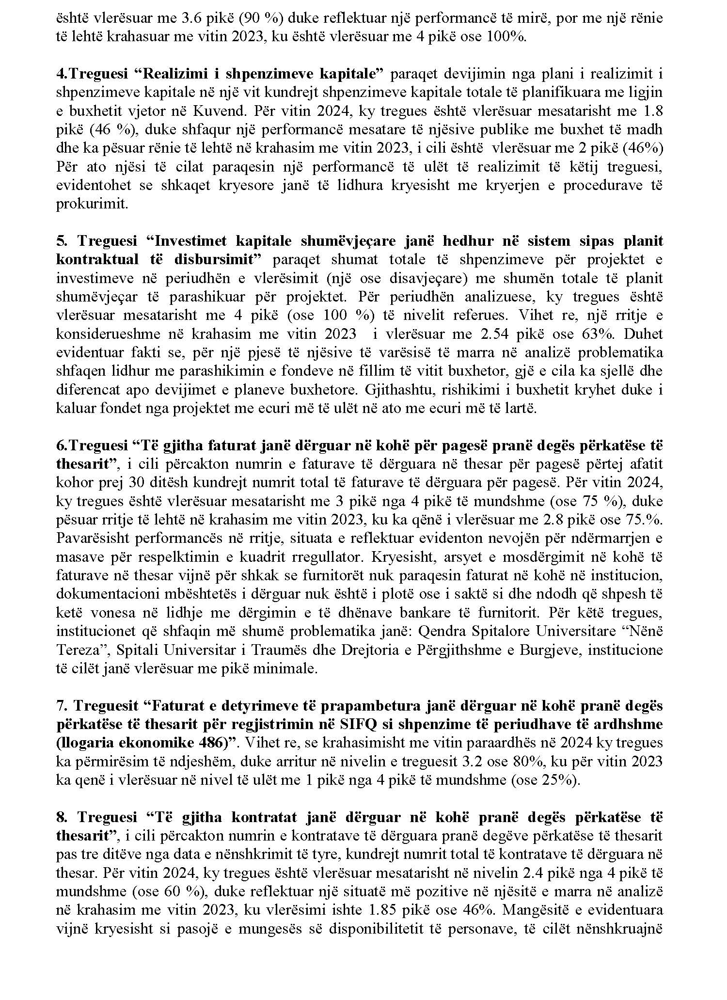 është vlerësuar me 3.6 pikë (90 %) duke reflektuar një performancë të mirë, por me një rënie
të lehtë krahasuar me vitin 2023, ku është vlerësuar me 4 pikë ose 100%.
4.Treguesi “Realizimi i shpenzimeve kapitale” paraqet devijimin nga plani i realizimit i
shpenzimeve kapitale në një vit kundrejt shpenzimeve kapitale totale të planifikuara me ligjin
e buxhetit vjetor në Kuvend. Për vitin 2024, ky tregues është vlerësuar mesatarisht me 1.8
pikë (46 %), duke shfaqur një performancë mesatare të njësive publike me buxhet të madh
dhe ka pësuar rënie të lehtë në krahasim me vitin 2023, i cili është vlerësuar me 2 pikë (46%)
Për ato njësi të cilat paraqesin një performancë të ulët të realizimit të këtij treguesi,
evidentohet se shkaqet kryesore janë të lidhura kryesisht me kryerjen e procedurave të
prokurimit.
5. Treguesi “Investimet kapitale shumëvjeçare janë hedhur në sistem sipas planit
kontraktual të disbursimit” paraqet shumat totale të shpenzimeve për projektet e
investimeve në periudhën e vlerësimit (një ose disavjeçare) me shumën totale të planit
shumëvjeçar të parashikuar për projektet. Për periudhën analizuese, ky tregues është
vlerësuar mesatarisht me 4 pikë (ose 100 %) të nivelit referues. Vihet re, një rritje e
konsiderueshme në krahasim me vitin 2023 i vlerësuar me 2.54 pikë ose 63%. Duhet
evidentuar fakti se, për një pjesë të njësive të varësisë të marra në analizë problematika
shfaqen lidhur me parashikimin e fondeve në fillim të vitit buxhetor, gjë e cila ka sjellë dhe
diferencat apo devijimet e planeve buxhetore. Gjithashtu, rishikimi i buxhetit kryhet duke i
kaluar fondet nga projektet me ecuri më të ulët në ato me ecuri më të lartë.
6.Treguesi “Të gjitha faturat janë dërguar në kohë për pagesë pranë degës përkatëse të
thesarit”, i cili përcakton numrin e faturave të dërguara në thesar për pagesë përtej afatit
kohor prej 30 ditësh kundrejt numrit total të faturave të dërguara për pagesë. Për vitin 2024,
ky tregues është vlerësuar mesatarisht me 3 pikë nga 4 pikë të mundshme (ose 75 %), duke
pësuar rritje të lehtë në krahasim me vitin 2023, ku ka qënë i vlerësuar me 2.8 pikë ose 75.%.
Pavarësisht performancës në rritje, situata e reflektuar evidenton nevojën për ndërmarrjen e
masave për respelktimin e kuadrit rregullator. Kryesisht, arsyet e mosdërgimit në kohë të
faturave në thesar vijnë për shkak se furnitorët nuk paraqesin faturat në kohë në institucion,
dokumentacioni mbështetës i dërguar nuk është i plotë ose i saktë si dhe ndodh që shpesh të
ketë vonesa në lidhje me dërgimin e të dhënave bankare të furnitorit. Për këtë tregues,
institucionet që shfaqin më shumë problematika janë: Qendra Spitalore Universitare “Nënë
Tereza”, Spitali Universitar i Traumës dhe Drejtoria e Përgjithshme e Burgjeve, institucione
të cilët janë vlerësuar me pikë minimale.
7. Treguesit “Faturat e detyrimeve të prapambetura janë dërguar në kohë pranë degës
përkatëse të thesarit për regjistrimin në SIFQ si shpenzime të periudhave të ardhshme
(llogaria ekonomike 486)”. Vihet re, se krahasimisht me vitin paraardhës në 2024 ky tregues
ka përmirësim të ndjeshëm, duke arritur në nivelin e treguesit 3.2 ose 80%, ku për vitin 2023
ka qenë i vlerësuar në nivel të ulët me 1 pikë nga 4 pikë të mundshme (ose 25%).
8. Treguesi “Të gjitha kontratat janë dërguar në kohë pranë degës përkatëse të
thesarit”, i cili përcakton numrin e kontratave të dërguara pranë degëve përkatëse të thesarit
pas tre ditëve nga data e nënshkrimit të tyre, kundrejt numrit total të kontratave të dërguara në
thesar. Për vitin 2024, ky tregues është vlerësuar mesatarisht në nivelin 2.4 pikë nga 4 pikë të
mundshme (ose 60 %), duke reflektuar një situatë më pozitive në njësitë e marra në analizë
në krahasim me vitin 2023, ku vlerësimi ishte 1.85 pikë ose 46%. Mangësitë e evidentuara
vijnë kryesisht si pasojë e mungesës së disponibilitetit të personave, të cilët nënshkruajnë